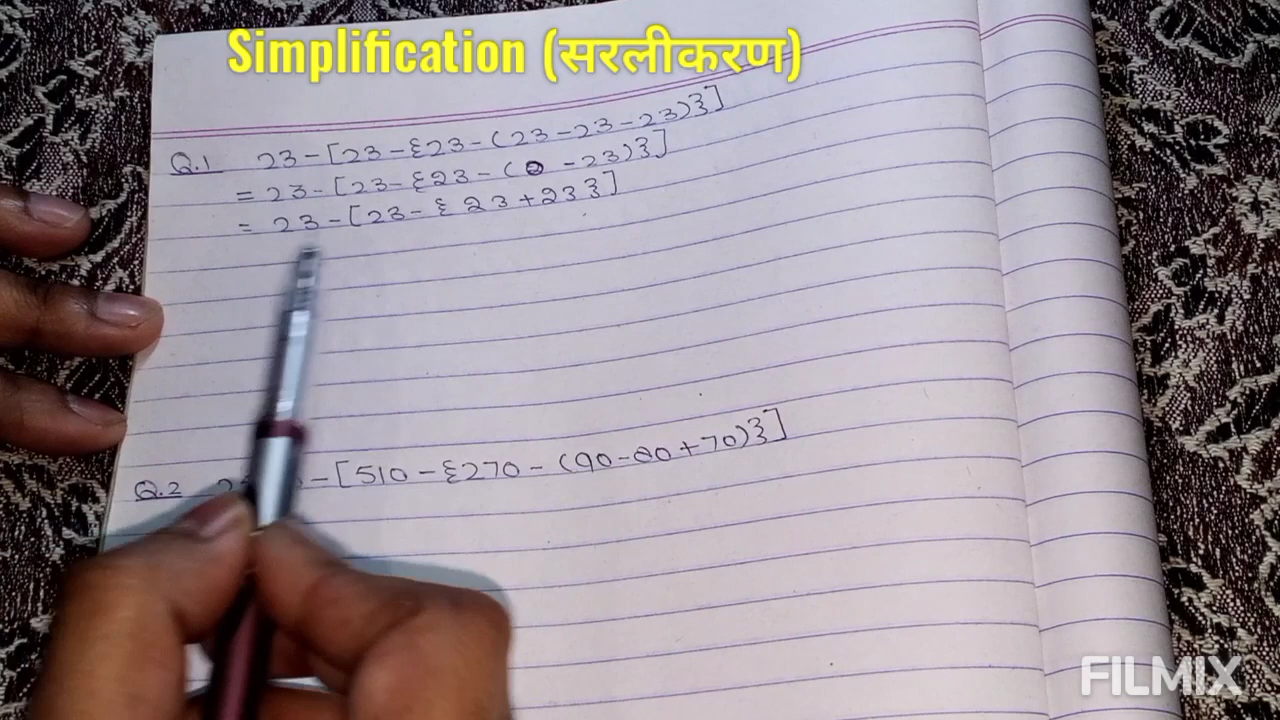 Simplification (सरलीकरण)
Q.1 23-[23-{23-(23-23-23)}]
= 23-[23-{23-(0-23)}]
= 23-[23-{23+23}]
Q.2 -[510-{270-(90-80+70)}]
FILMIX